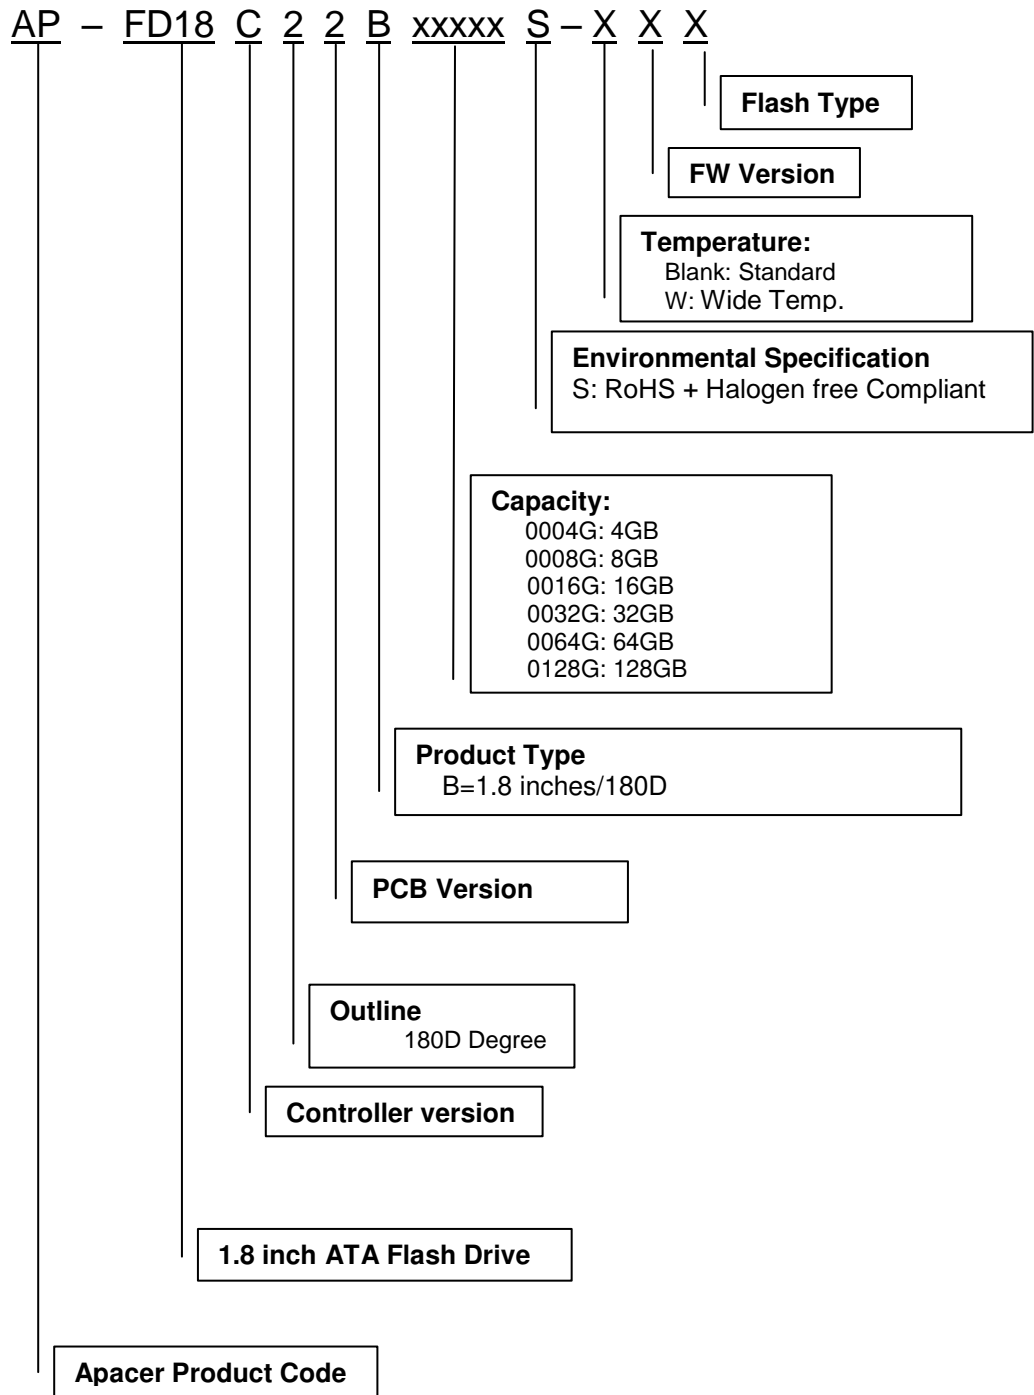 AP – FD18 C 2 2 B xxxxx S – X X X
Flash Type
FW Version
Temperature:
Blank: Standard
W: Wide Temp.
Environmental Specification
S: RoHS + Halogen free Compliant
Capacity:
0004G: 4GB
0008G: 8GB
0016G: 16GB
0032G: 32GB
0064G: 64GB
0128G: 128GB
Product Type
B=1.8 inches/180D
PCB Version
Outline
180D Degree
Controller version
1.8 inch ATA Flash Drive
Apacer Product Code